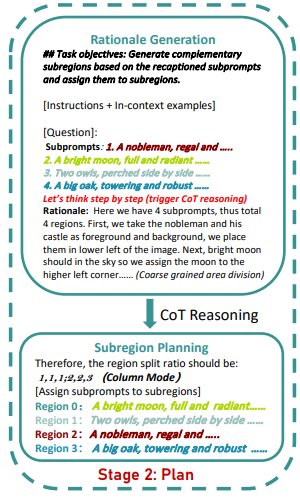 Rationale Generation
## Task objectives: Generate complementary
subregions based on the recaptioned subprompts
and assign them to subregions.
[Instructions + In-context examples]
[Question]:
Subprompts: 1. A nobleman, regal and .....
2. A bright moon, full and radiant ......
3. Two owls, perched side by side ......
4. A big oak, towering and robust ......
Let's think step by step (trigger CoT reasoning)
Rationale: Here we have 4 subprompts, thus total
4 regions. First, we take the nobleman and his
castle as foreground and background, we place
them in lower left of the image. Next, bright moon
should in the sky so we assign the moon to the
higher left corner...... (Coarse grained area division)
CoT Reasoning
Subregion Planning
Therefore, the region split ratio should be:
1,1,1;2,2,3 (Column Mode)
[Assign subprompts to subregions]
Region 0: A bright moon, full and radiant......
Region 1: Two owls, perched side by side ......
Region 2: A nobleman, regal and .....
Region 3: A big oak, towering and robust ......
Stage 2: Plan